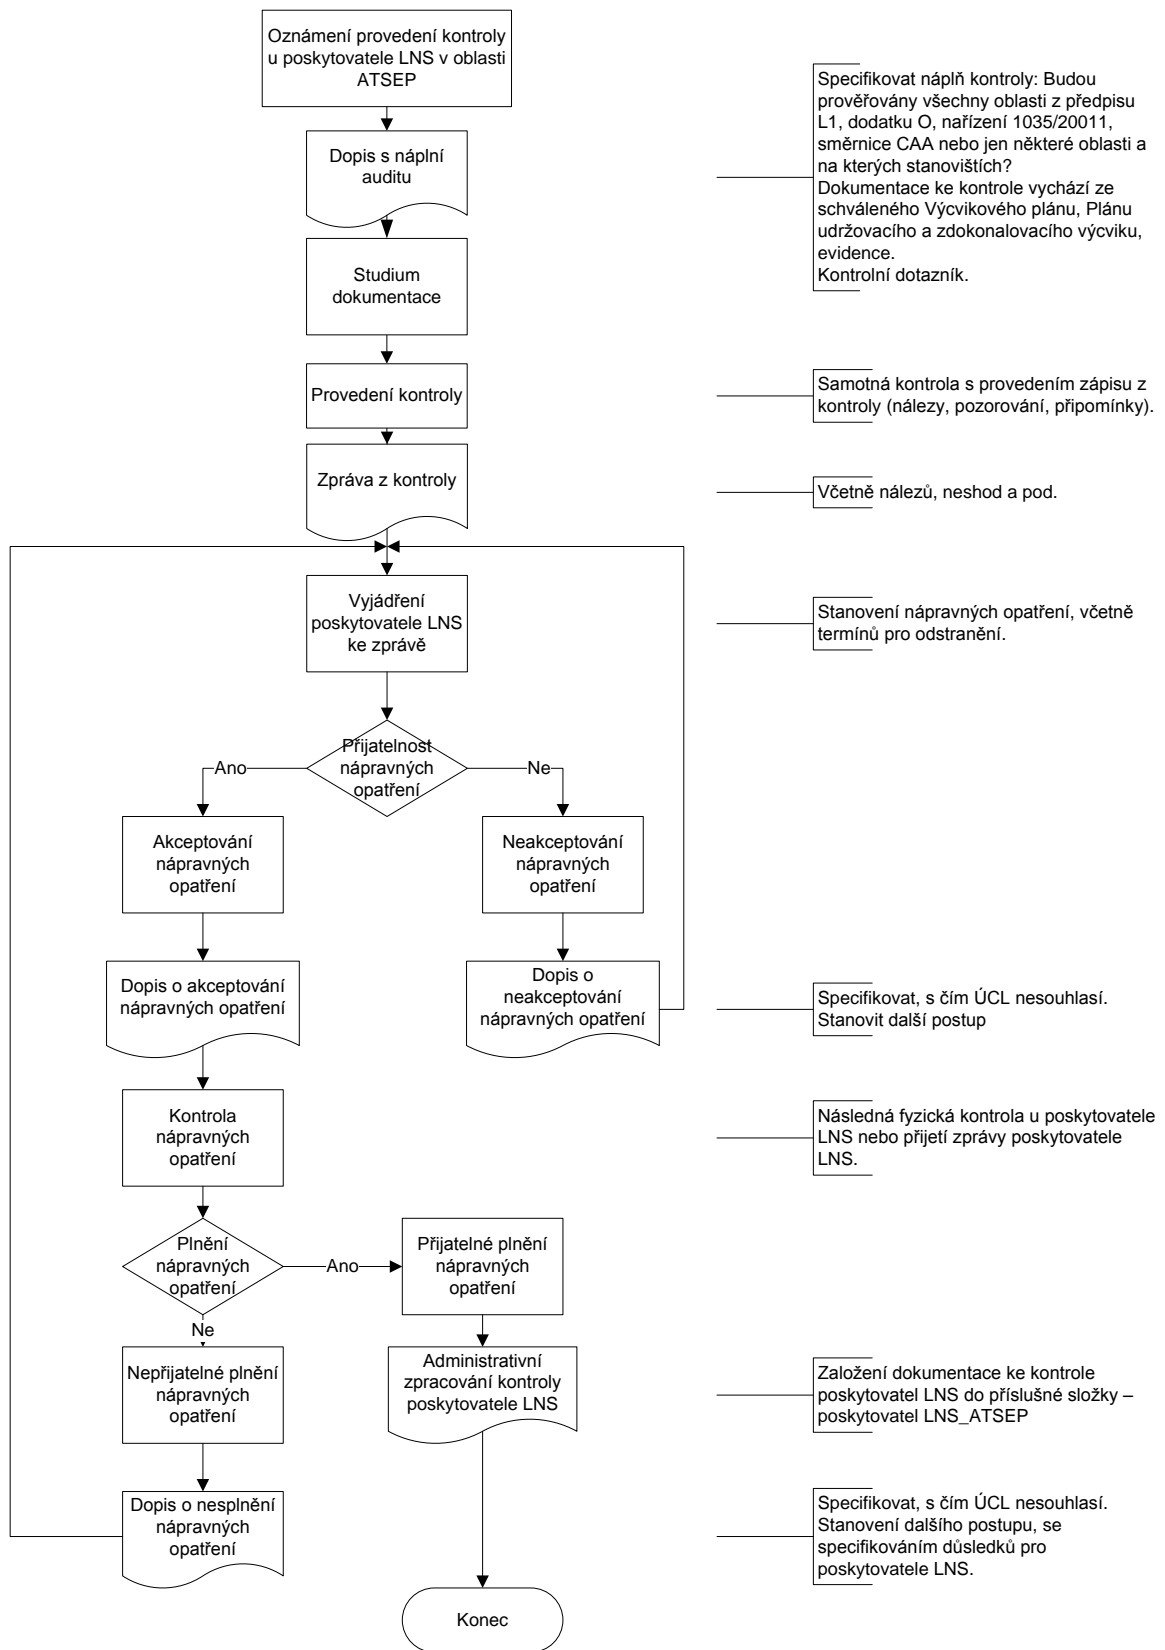 Oznámení provedení kontroly
u poskytovatele LNS v oblasti
ATSEP
Specifikovat náplň kontroly: Budou
prověřovány všechny oblasti z předpisu
L1, dodatku O, nařízení 1035/20011,
směrnice CAA nebo jen některé oblasti a
na kterých stanovištích?
Dokumentace ke kontrole vychází ze
schváleného Výcvikového plánu, Plánu
udržovacího a zdokonalovacího výcviku,
evidence.
Kontrolní dotazník.
Dopis s náplní
auditu
Studium
dokumentace
Provedení kontroly
Samotná kontrola s provedením zápisu z
kontroly (nálezy, pozorování, připomínky).
Zpráva z kontroly
Včetně nálezů, neshod a pod.
Vyjádření
poskytovatele LNS
ke zprávě
Stanovení nápravných opatření, včetně
termínů pro odstranění.
Přijatelnost
nápravných
opatření
Ano
Ne
Akceptování
nápravných
opatření
Neakceptování
nápravných
opatření
Dopis o akceptování
nápravných opatření
Dopis o
neakceptování
nápravných opatření
Specifikovat, s čím ÚCL nesouhlasí.
Stanovit další postup
Kontrola
nápravných
opatření
Následná fyzická kontrola u poskytovatele
LNS nebo přijetí zprávy poskytovatele
LNS.
Plnění
nápravných
opatření
Ano
Přijatelné plnění
nápravných
opatření
Ne
Nepřijatelné plnění
nápravných
opatření
Administrativní
zpracování kontroly
poskytovatele LNS
Založení dokumentace ke kontrole
poskytovatel LNS do příslušné složky –
poskytovatel LNS_ATSEP
Dopis o nesplnění
nápravných
opatření
Specifikovat, s čím ÚCL nesouhlasí.
Stanovení dalšího postupu, se
specifikováním důsledků pro
poskytovatele LNS.
Konec